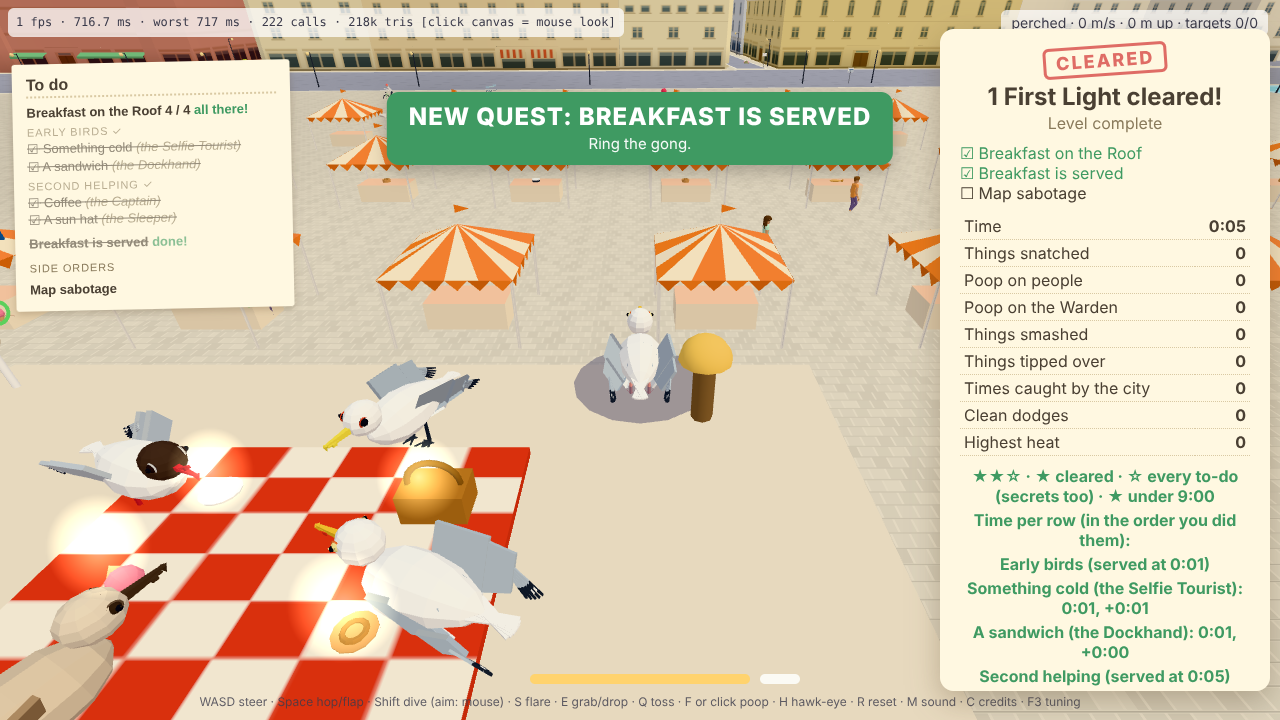 1 fps · 716.7 ms · worst 717 ms · 222 calls · 218k tris [click canvas = mouse look]
perched · 0 m/s · 0 m up · targets 0/0
To do
Breakfast on the Roof 4 / 4 all there!
EARLY BIRDS ✓
☑ Something cold (the Selfie Tourist)
☑ A sandwich (the Dockhand)
SECOND HELPING ✓
☑ Coffee (the Captain)
☑ A sun hat (the Sleeper)
Breakfast is served done!
SIDE ORDERS
Map sabotage
NEW QUEST: BREAKFAST IS SERVED
Ring the gong.
CLEARED
1 First Light cleared!
Level complete
☑ Breakfast on the Roof
☑ Breakfast is served
☐ Map sabotage
Time 0:05
Things snatched 0
Poop on people 0
Poop on the Warden 0
Things smashed 0
Things tipped over 0
Times caught by the city 0
Clean dodges 0
Highest heat 0
★★☆ · ★ cleared · ☆ every to-do
(secrets too) · ★ under 9:00
Time per row (in the order you did
them):
Early birds (served at 0:01)
Something cold (the Selfie Tourist):
0:01, +0:01
A sandwich (the Dockhand): 0:01,
+0:00
Second helping (served at 0:05)
WASD steer · Space hop/flap · Shift dive (aim: mouse) · S flare · E grab/drop · Q toss · F or click poop · H hawk-eye · R reset · M sound · C credits · F3 tuning